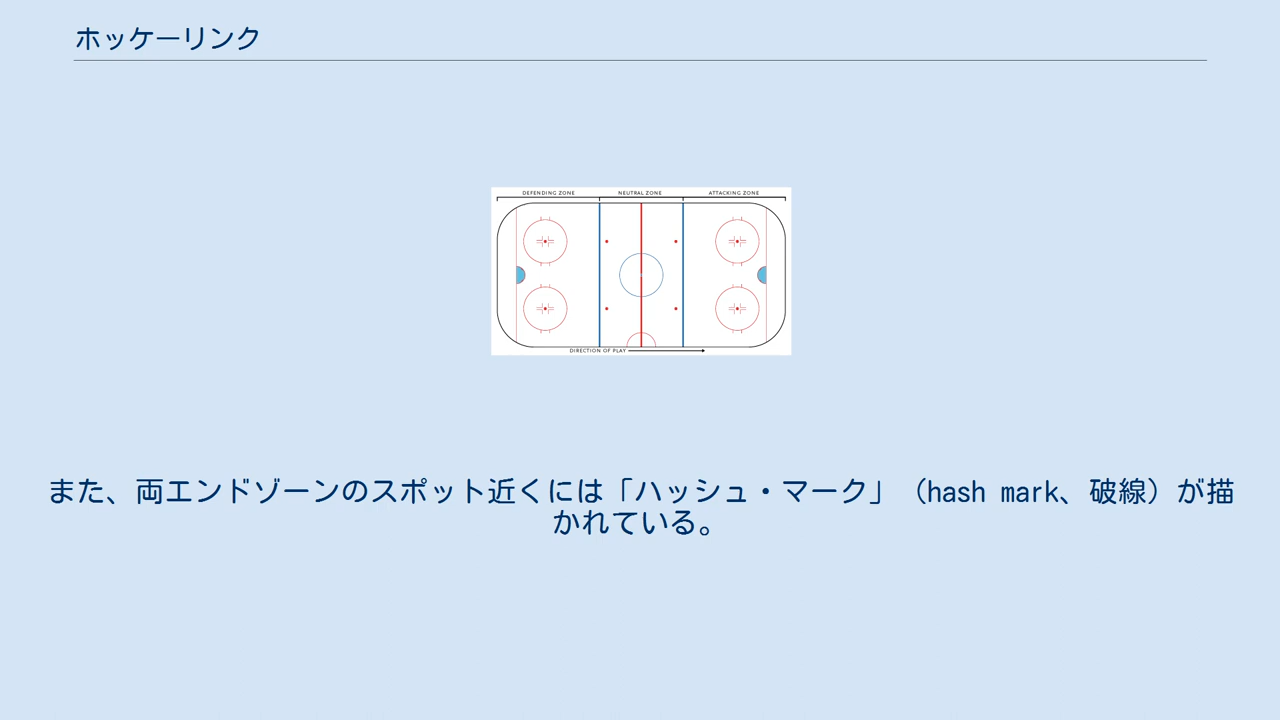 ホッケーリンク
DEFENDING ZONE NEUTRAL ZONE ATTACKING ZONE
DIRECTION OF PLAY
また、両エンドゾーンのスポット近くには「ハッシュ・マーク」（hash mark、破線）が描
かれている。